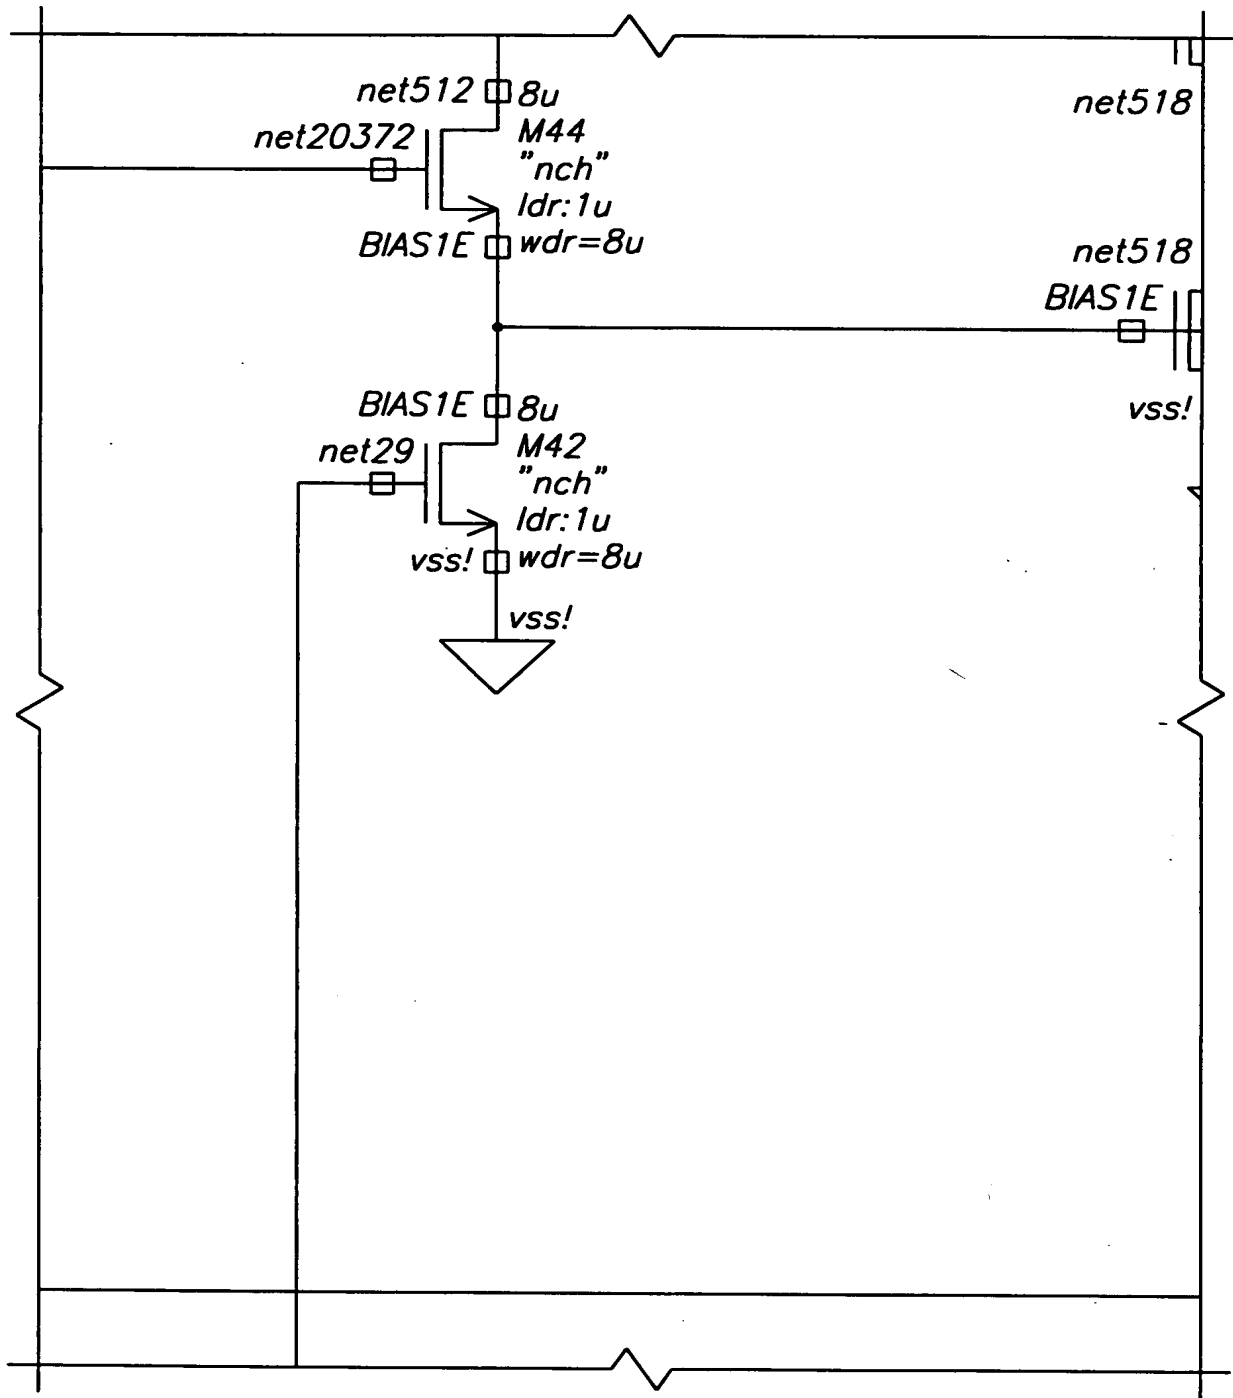 net512 8u
net518
net20372 M44
"nch"
ldr:1u
BIAS1E wdr=8u
net518
BIAS1E
BIAS1E 8u
vss!
net29 M42
"nch"
ldr:1u
vss! wdr=8u
vss!